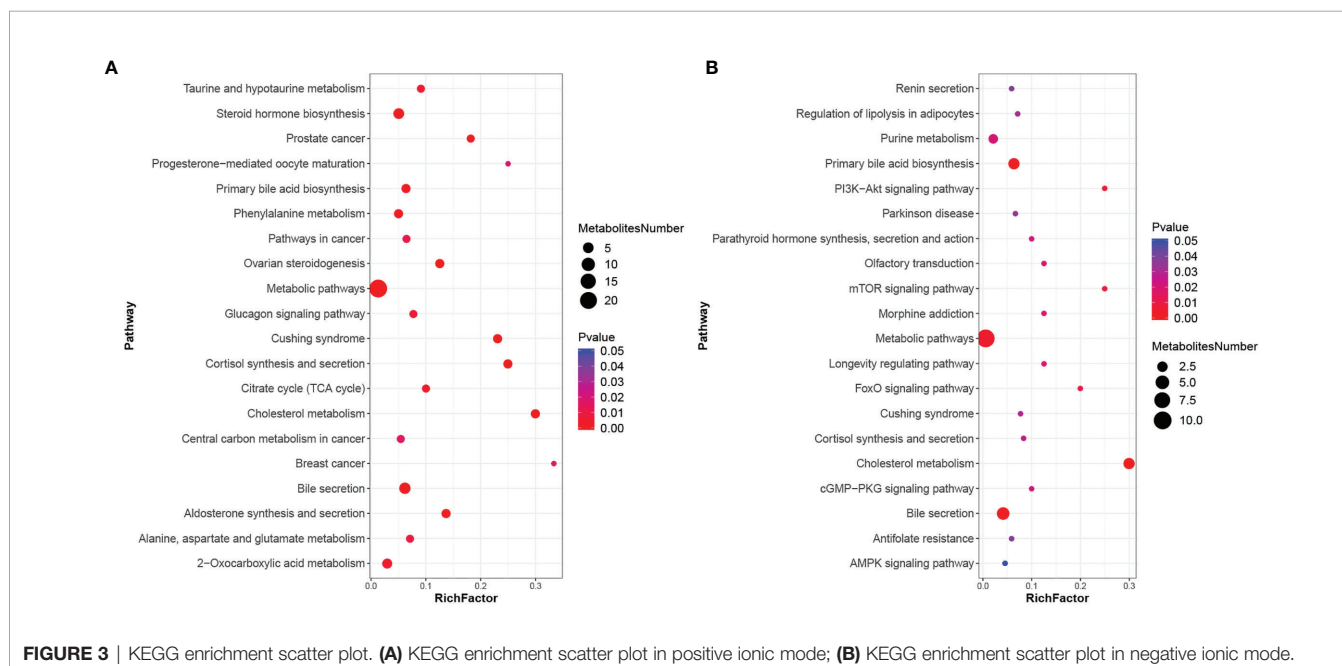 A
Taurine and hypotaurine metabolism
Steroid hormone biosynthesis
Prostate cancer
Progesterone−mediated oocyte maturation
Primary bile acid biosynthesis
Phenylalanine metabolism
Pathways in cancer
Ovarian steroidogenesis
Metabolic pathways
Glucagon signaling pathway
Cushing syndrome
Cortisol synthesis and secretion
Citrate cycle (TCA cycle)
Cholesterol metabolism
Central carbon metabolism in cancer
Breast cancer
Bile secretion
Aldosterone synthesis and secretion
Alanine, aspartate and glutamate metabolism
2−Oxocarboxylic acid metabolism
Pathway
0.0 0.1 0.2 0.3
RichFactor
MetabolitesNumber
5
10
15
20
Pvalue
0.05
0.04
0.03
0.02
0.01
0.00
B
Renin secretion
Regulation of lipolysis in adipocytes
Purine metabolism
Primary bile acid biosynthesis
PI3K−Akt signaling pathway
Parkinson disease
Parathyroid hormone synthesis, secretion and action
Olfactory transduction
mTOR signaling pathway
Morphine addiction
Metabolic pathways
Longevity regulating pathway
FoxO signaling pathway
Cushing syndrome
Cortisol synthesis and secretion
Cholesterol metabolism
cGMP−PKG signaling pathway
Bile secretion
Antifolate resistance
AMPK signaling pathway
Pathway
0.0 0.1 0.2 0.3
RichFactor
Pvalue
0.05
0.04
0.03
0.02
0.01
0.00
MetabolitesNumber
2.5
5.0
7.5
10.0
FIGURE 3 | KEGG enrichment scatter plot. (A) KEGG enrichment scatter plot in positive ionic mode; (B) KEGG enrichment scatter plot in negative ionic mode.